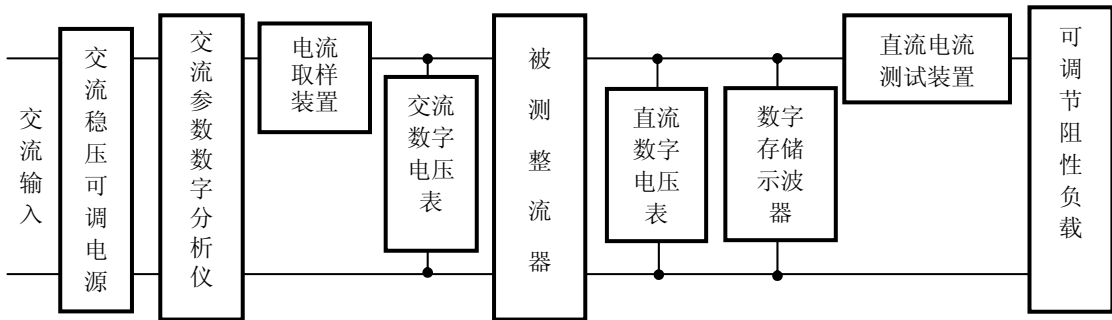 交流输入
交流稳压可调电源
交流参数数字分析仪
电流
取样
装置
交流
数字
电压
表
被测整流器
直流
数字
电压
表
数字
存储
示波
器
直流电流
测试装置
可调节阻性负载